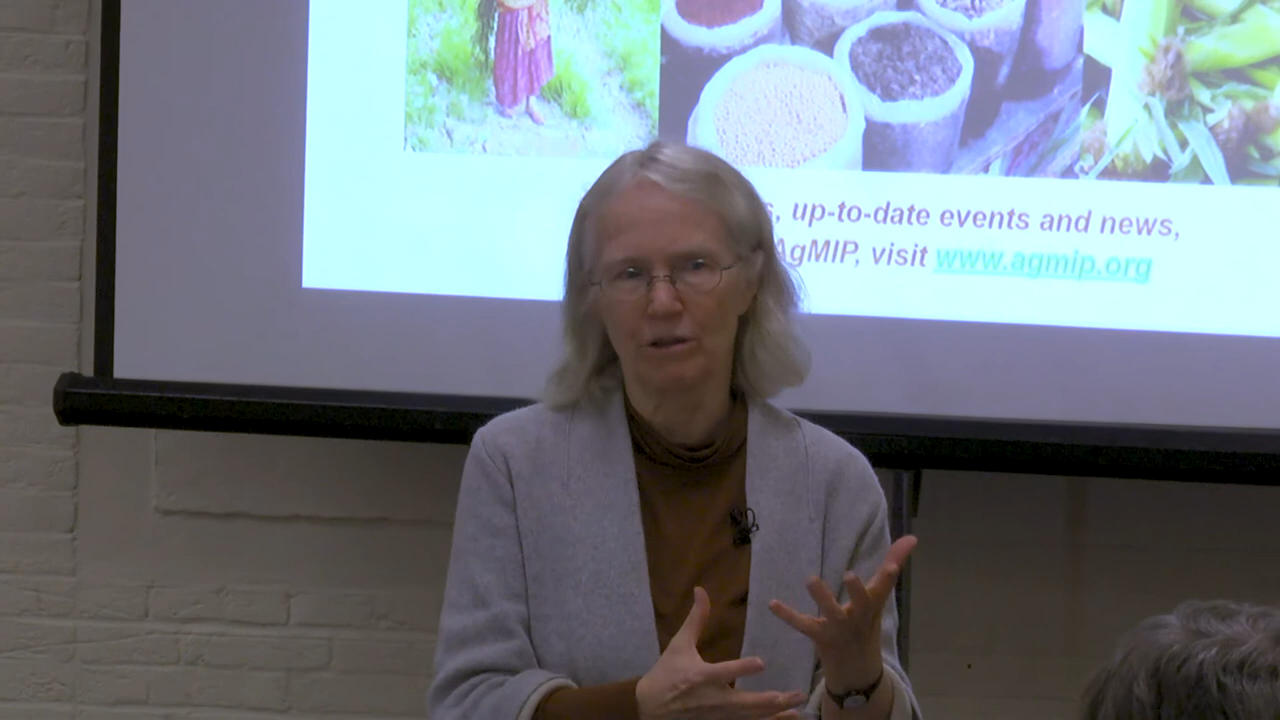 , up-to-date events and news,
AgMIP, visit www.agmip.org